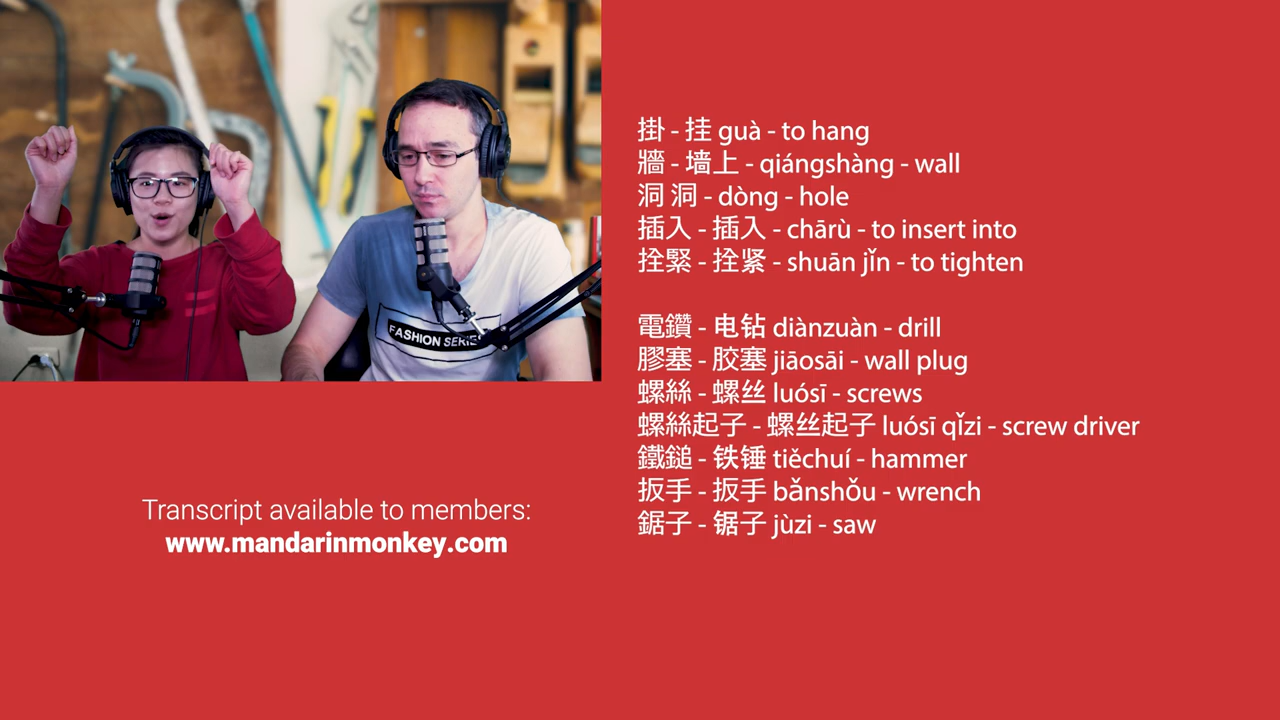 掛 - 挂 guà - to hang
牆 - 墙上 - qiángshàng - wall
洞 洞 - dòng - hole
插入 - 插入 - chārù - to insert into
拴緊 - 拴紧 - shuān jǐn - to tighten
電鑽 - 电钻 diànzuàn - drill
膠塞 - 胶塞 jiāosāi - wall plug
螺絲 - 螺丝 luósī - screws
螺絲起子 - 螺丝起子 luósī qǐzi - screw driver
鐵鎚 - 铁锤 tiěchuí - hammer
扳手 - 扳手 bǎnshǒu - wrench
鋸子 - 锯子 jùzi - saw
FASHION SERIES
Transcript available to members:
www.mandarinmonkey.com